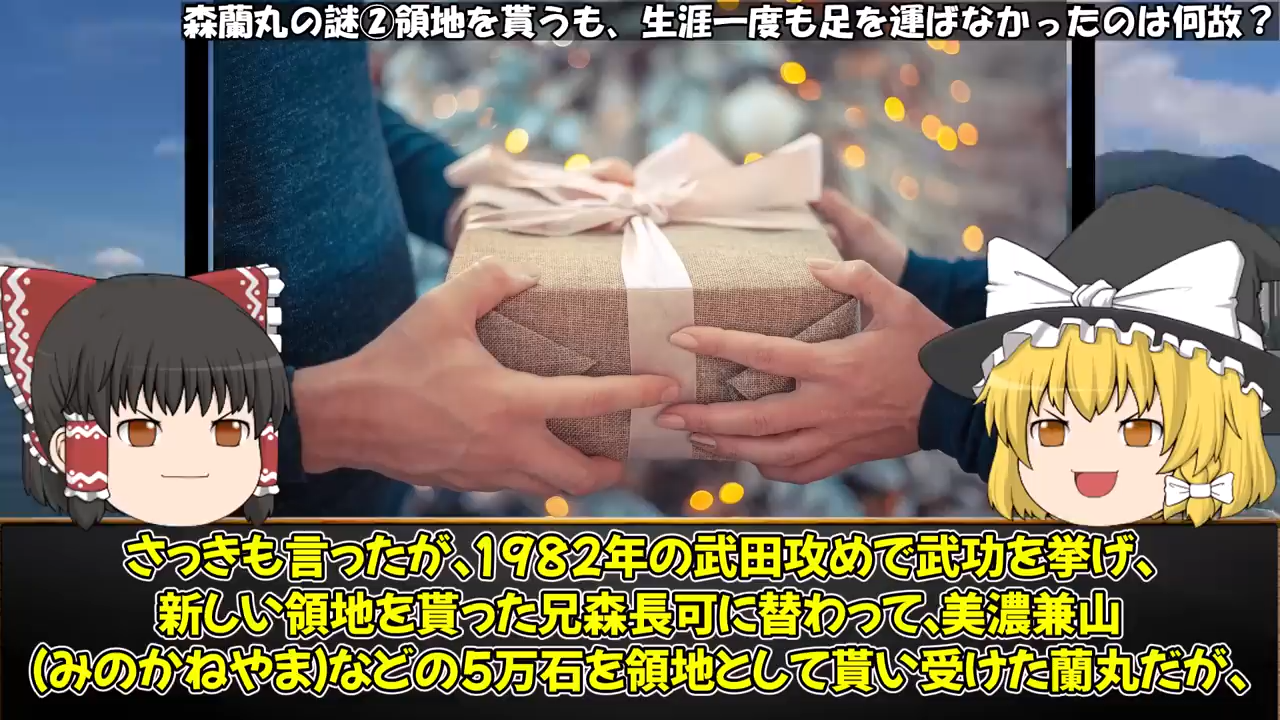 森蘭丸の謎②領地を貰うも、生涯一度も足を運ばなかったのは何故？
さっきも言ったが、1982年の武田攻めで武功を挙げ、
新しい領地を貰った兄森長可に替わって、美濃兼山
(みのかねやま)などの5万石を領地として貰い受けた蘭丸だが、